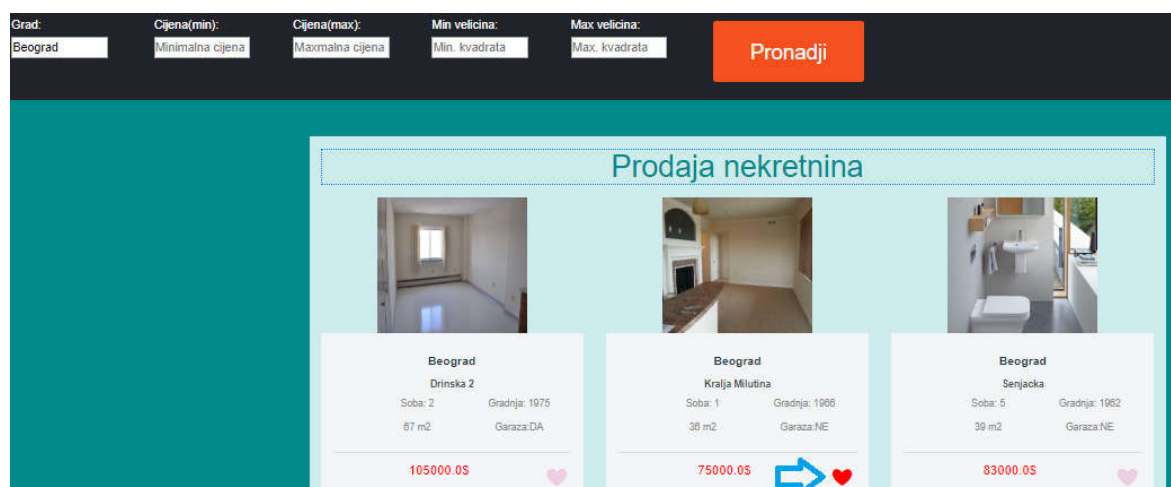 Grad: Cijena(min): Cijena(max): Min velicina: Max velicina:
Beograd Minimalna cijena Maxmalna cijena Min. kvadrata Max. kvadrata
Pronadji
Prodaja nekretnina
Beograd
Drinska 2
Soba: 2 Gradnja: 1975
67 m2 Garaza:DA
105000.0$
Beograd
Kralja Milutina
Soba: 1 Gradnja: 1966
36 m2 Garaza:NE
75000.0$
Beograd
Senjacka
Soba: 5 Gradnja: 1962
39 m2 Garaza:NE
83000.0$